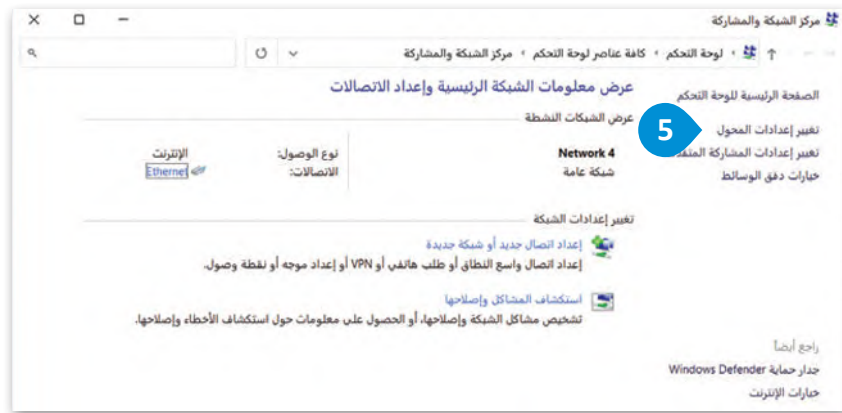 مركز الشبكة والمشاركة
لوحة التحكم › كافة عناصر لوحة التحكم › مركز الشبكة والمشاركة
الصفحة الرئيسية للوحة التحكم
تغيير إعدادات المحول
5
تغيير إعدادات المشاركة
خيارات دفق الوسائط
عرض معلومات الشبكة الرئيسية وإعداد الاتصالات
عرض الشبكات النشطة
Network 4
شبكة عامة
نوع الوصول: الإنترنت
الاتصالات: Ethernet
تغيير إعدادات الشبكة
إعداد اتصال جديد أو شبكة جديدة
إعداد اتصال واسع النطاق أو طلب هاتفي أو VPN أو إعداد موجه أو نقطة وصول.
استكشاف المشاكل وإصلاحها
تشخيص مشاكل الشبكة وإصلاحها، أو الحصول على معلومات حول استكشاف الأخطاء وإصلاحها.
راجع أيضاً
جدار حماية Windows Defender
خيارات الإنترنت